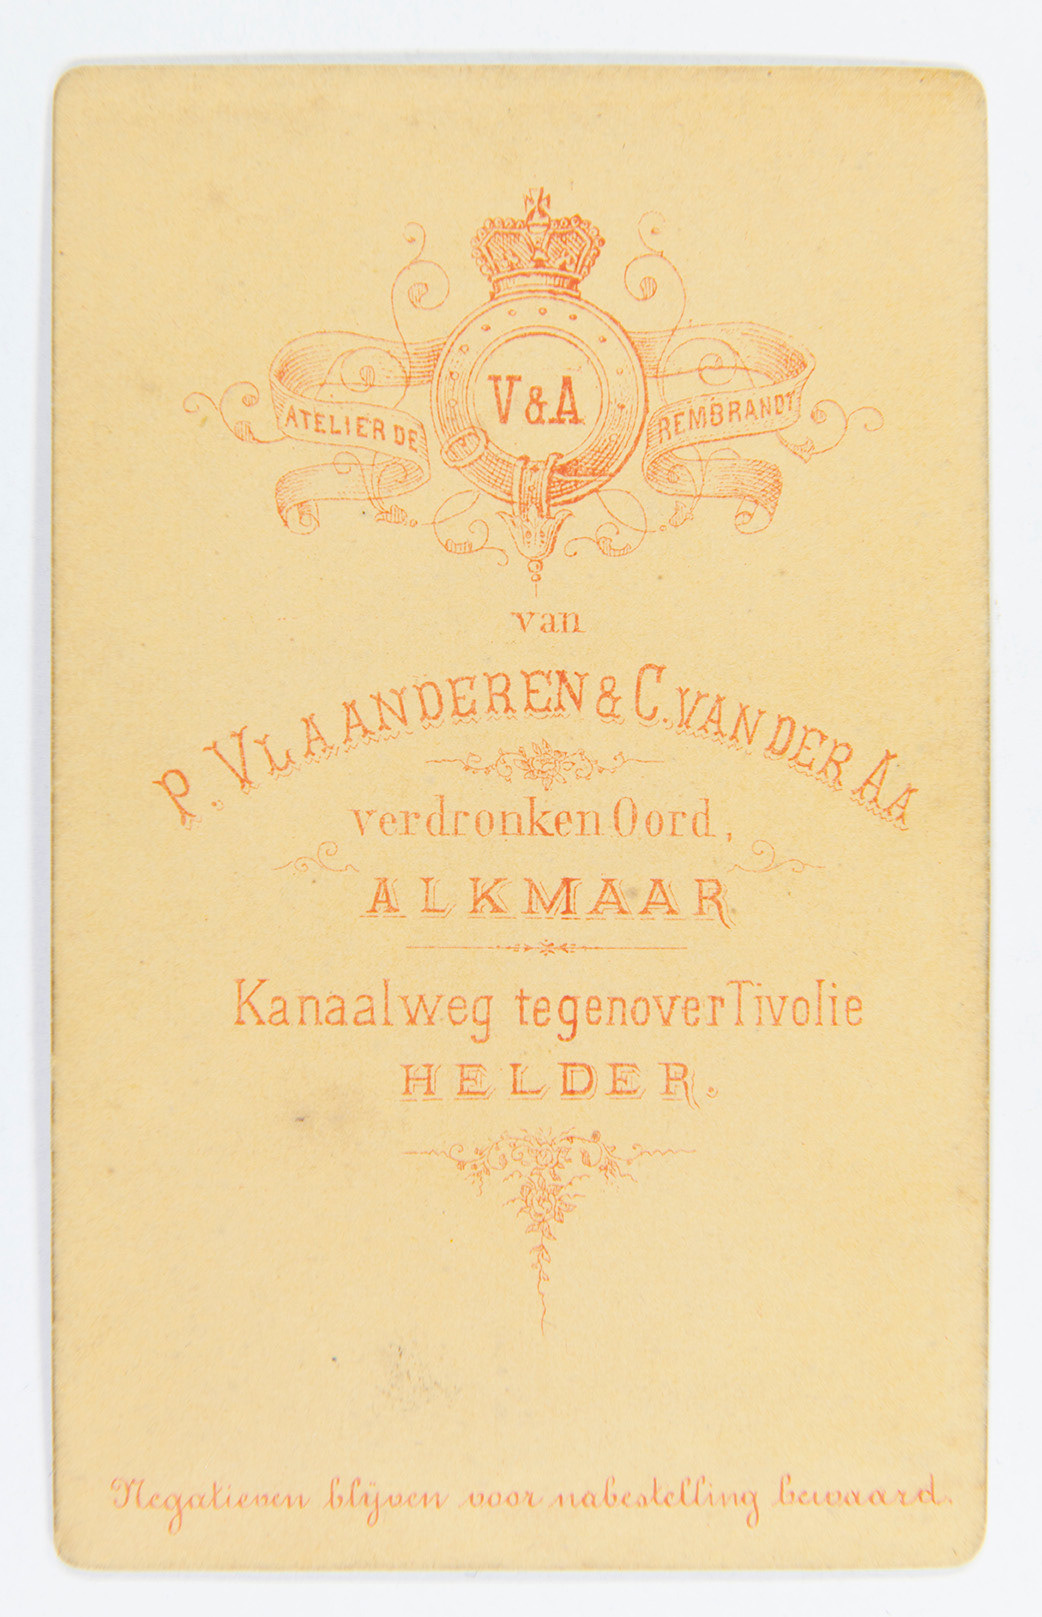 V & A
ATELIER DE REMBRANDT
van
P. VLAANDEREN & C. VAN DER AA
verdronken Oord,
ALKMAAR
Kanaalweg tegenover Tivolie
HELDER.
Negatieven blijven voor nabestelling bewaard.